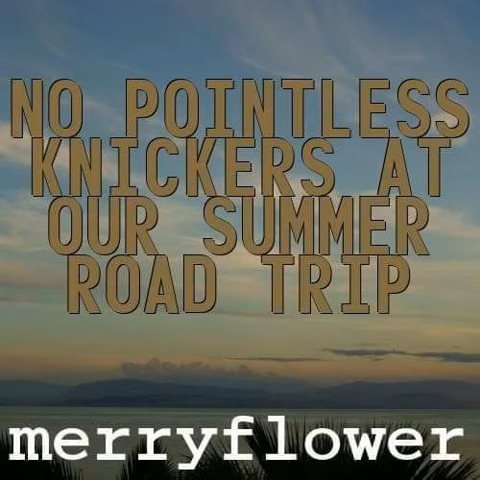 NO POINTLESS
KNICKERS AT
OUR SUMMER
ROAD TRIP
merryflower